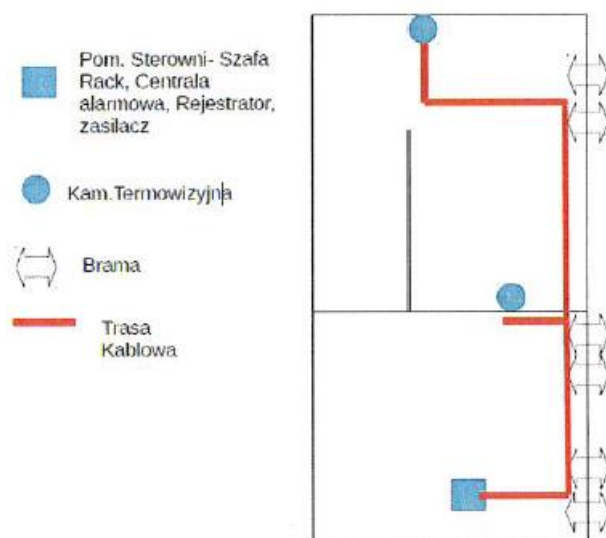 Pom. Sterowni- Szafa
Rack, Centrala
alarmowa, Rejestrator,
zasilacz
Kam.Termowizyjna
Brama
Trasa
Kablowa